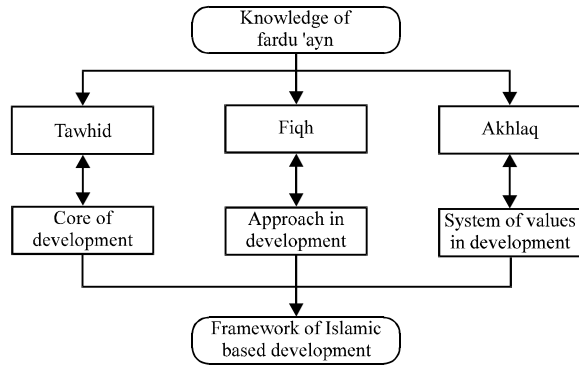 Knowledge of
fardu 'ayn
Tawhid
Fiqh
Akhlaq
Core of
development
Approach in
development
System of values
in development
Framework of Islamic
based development